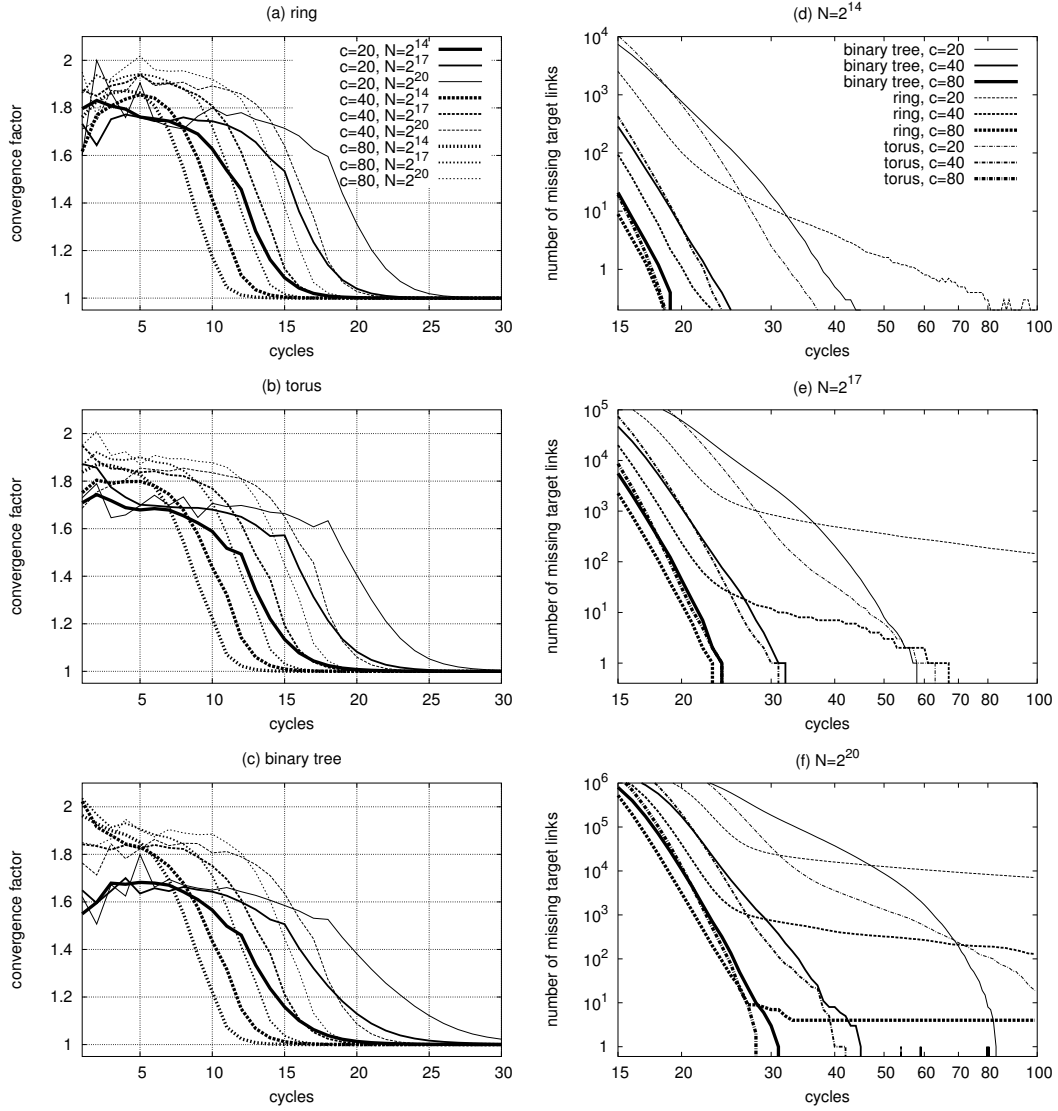 (a) ring
convergence factor
2
1.8
1.6
1.4
1.2
1
5
10
15
20
25
30
cycles
c=20, N=2^14
c=20, N=2^17
c=20, N=2^20
c=40, N=2^14
c=40, N=2^17
c=40, N=2^20
c=80, N=2^14
c=80, N=2^17
c=80, N=2^20
(d) N=2^14
number of missing target links
10^4
10^3
10^2
10^1
1
15
20
30
40
50
60
70
80
100
cycles
binary tree, c=20
binary tree, c=40
binary tree, c=80
ring, c=20
ring, c=40
ring, c=80
torus, c=20
torus, c=40
torus, c=80
(b) torus
convergence factor
2
1.8
1.6
1.4
1.2
1
5
10
15
20
25
30
cycles
(e) N=2^17
number of missing target links
10^5
10^4
10^3
10^2
10^1
1
15
20
30
40
50
60
70
80
100
cycles
(c) binary tree
convergence factor
2
1.8
1.6
1.4
1.2
1
5
10
15
20
25
30
cycles
(f) N=2^20
number of missing target links
10^6
10^5
10^4
10^3
10^2
10^1
1
15
20
30
40
50
60
70
80
100
cycles